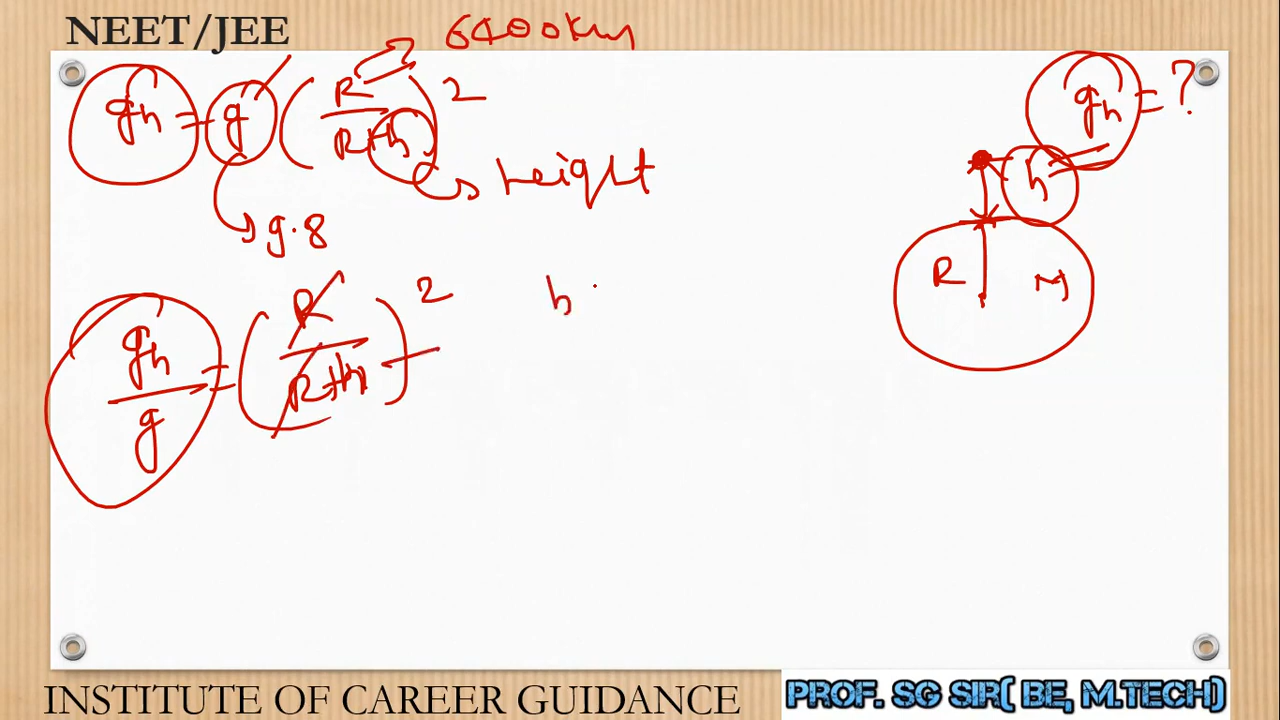 NEET/JEE
6400km
gh = g (R/R+h)²
height
9.8
gh/g = (R/R+h)²
h
gh = ?
h
R M
INSTITUTE OF CAREER GUIDANCE
PROF. SG SIR( BE, M.TECH)